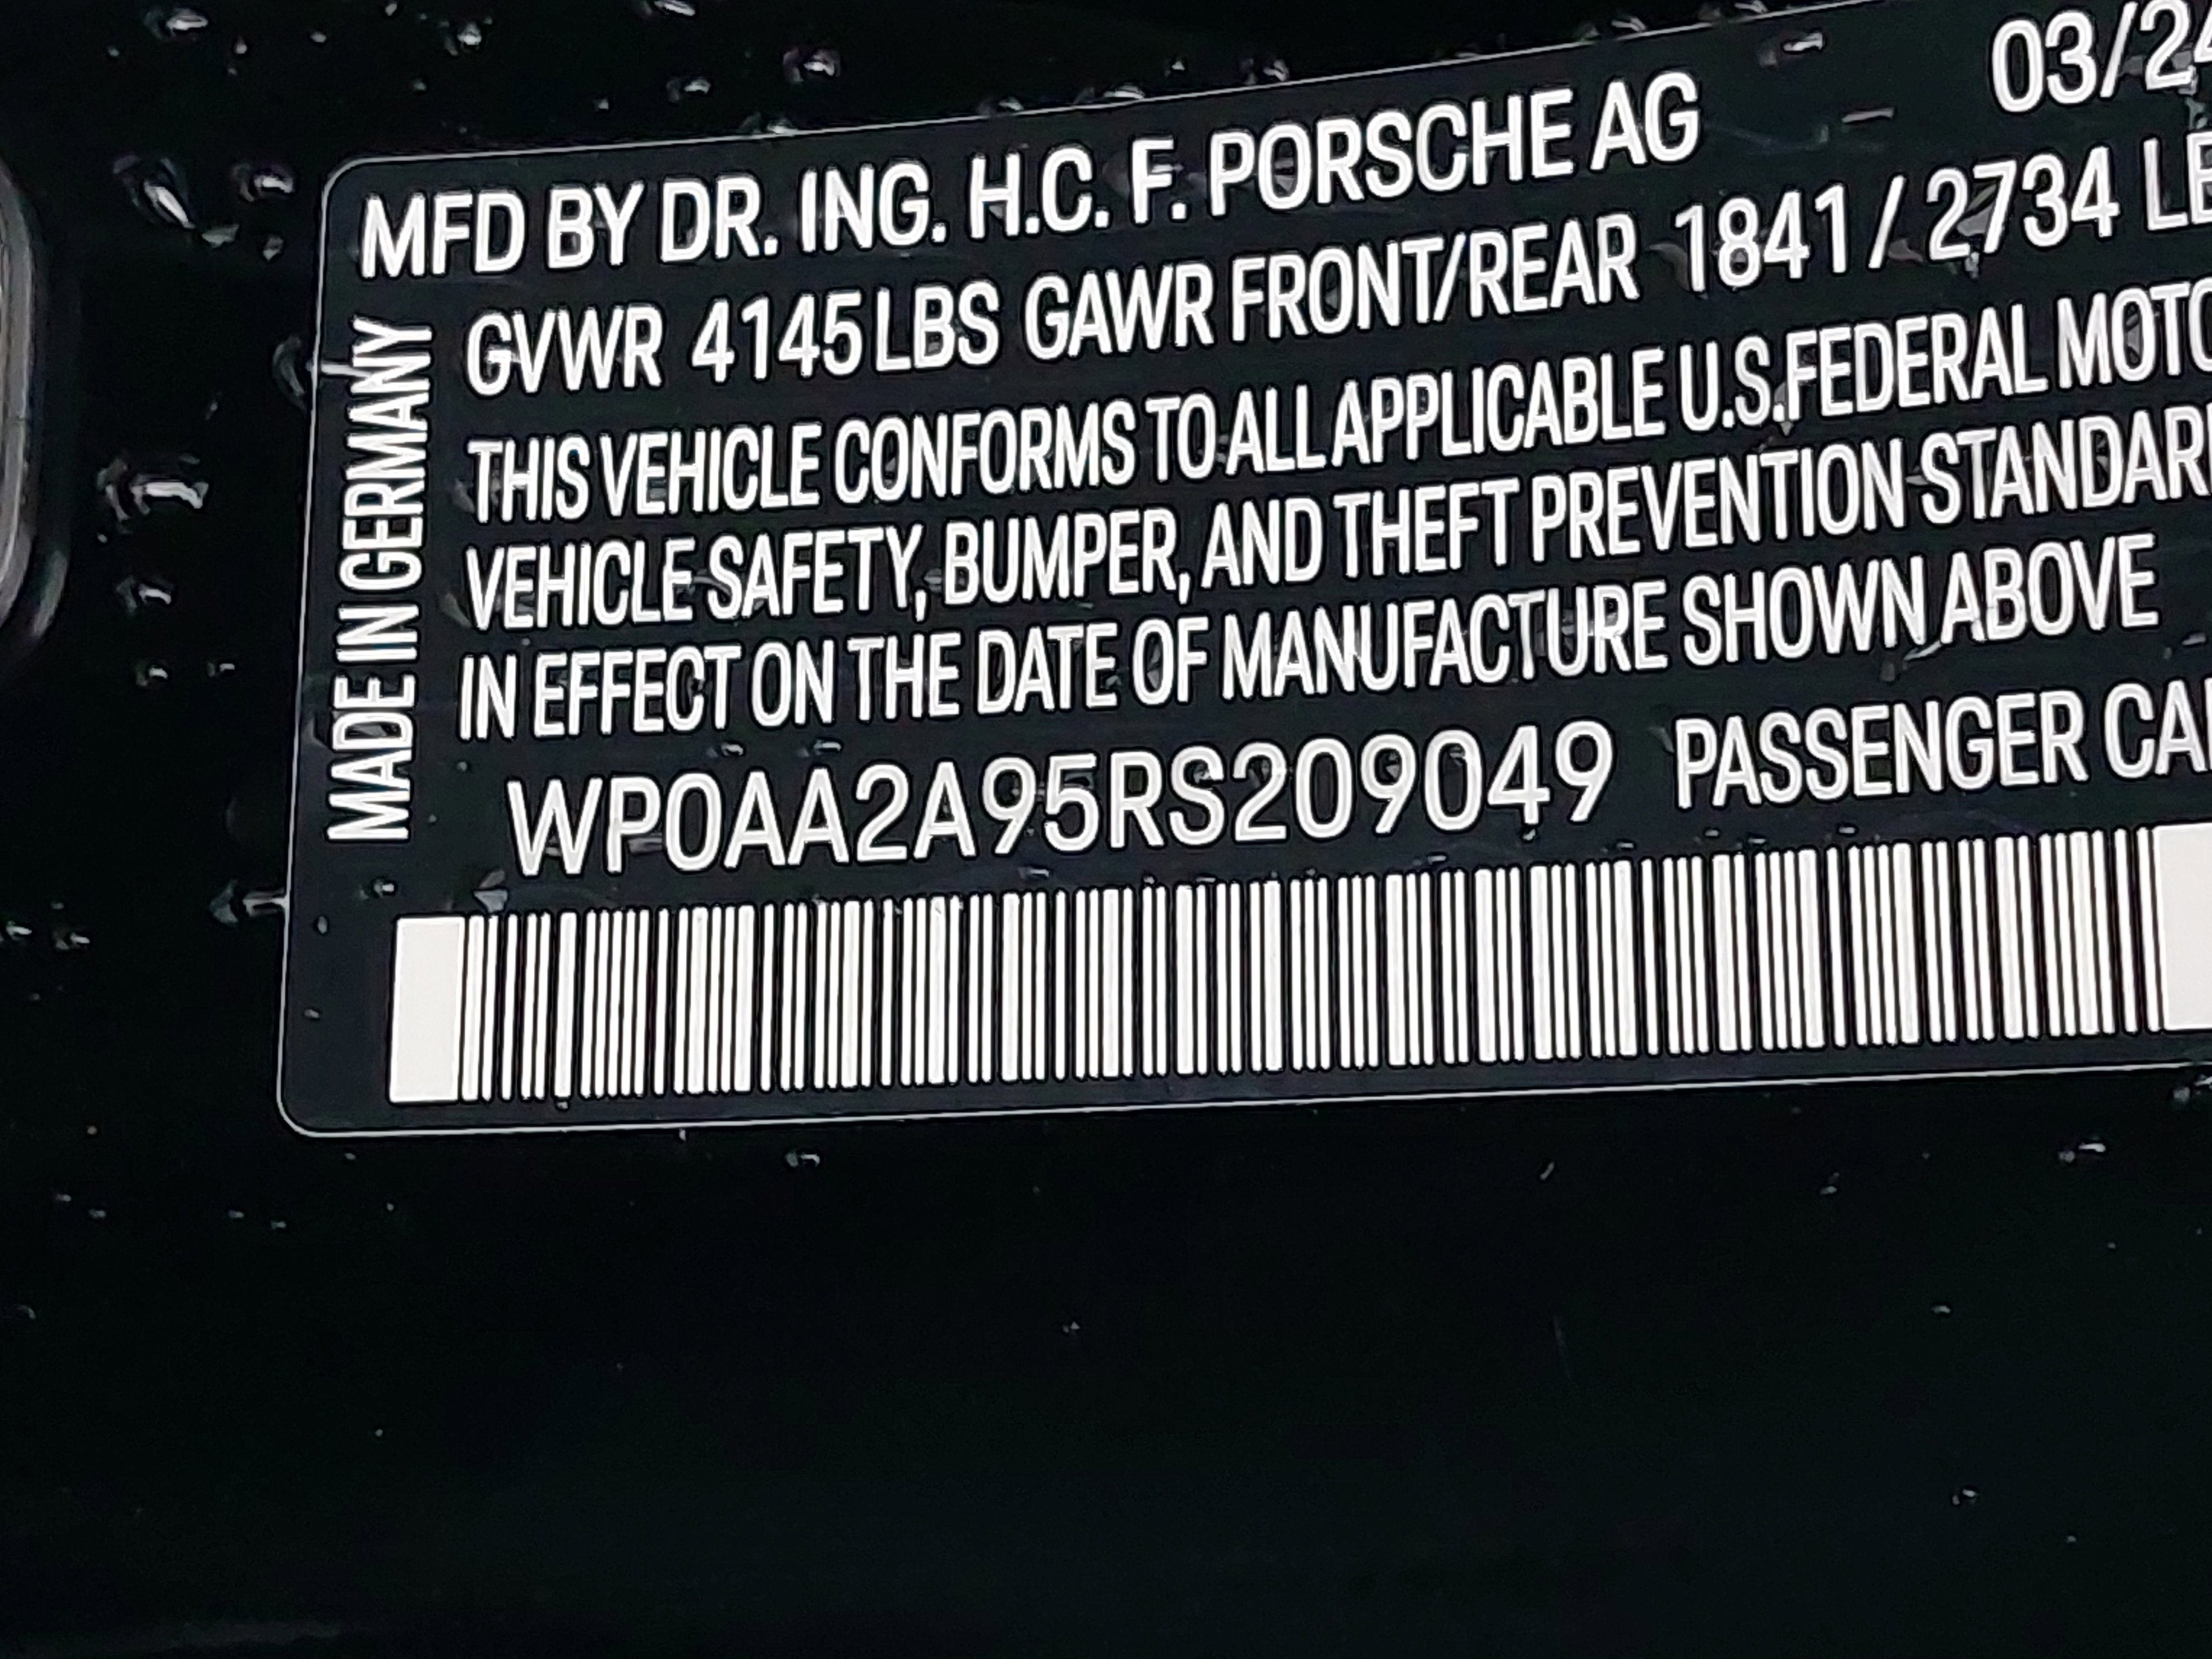 MFD BY DR. ING. H.C. F. PORSCHE AG 03/24
GVWR 4145 LBS GAWR FRONT/REAR 1841 / 2734
THIS VEHICLE CONFORMS TO ALL APPLICABLE U.S.FEDERAL
VEHICLE SAFETY, BUMPER, AND THEFT PREVENTION
IN EFFECT ON THE DATE OF MANUFACTURE SHOWN ABOVE
WP0AA2A95RS209049 PASSENGER
MADE IN GERMANY